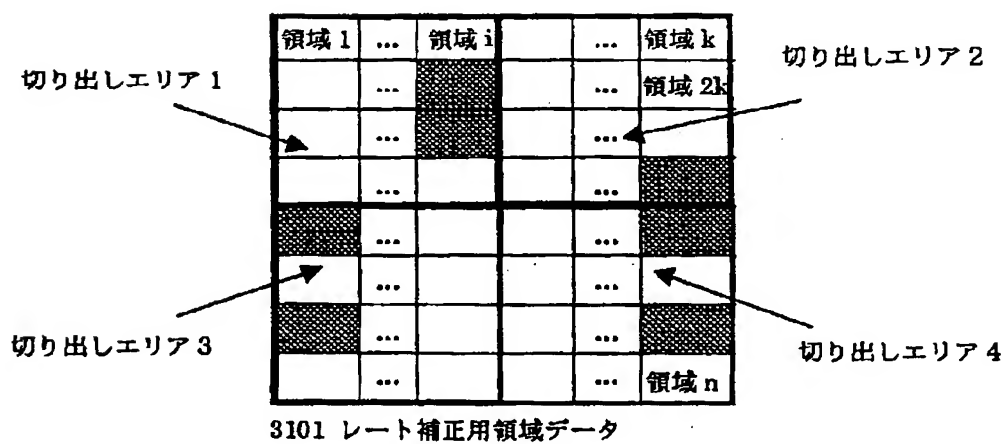 領域 1 ... 領域 i ... 領域 k
切り出しエリア 1
切り出しエリア 2
... ... 領域 2k
... ...
... ...
... ...
... ...
切り出しエリア 3
切り出しエリア 4
... ...
... ... 領域 n
3101 レート補正用領域データ